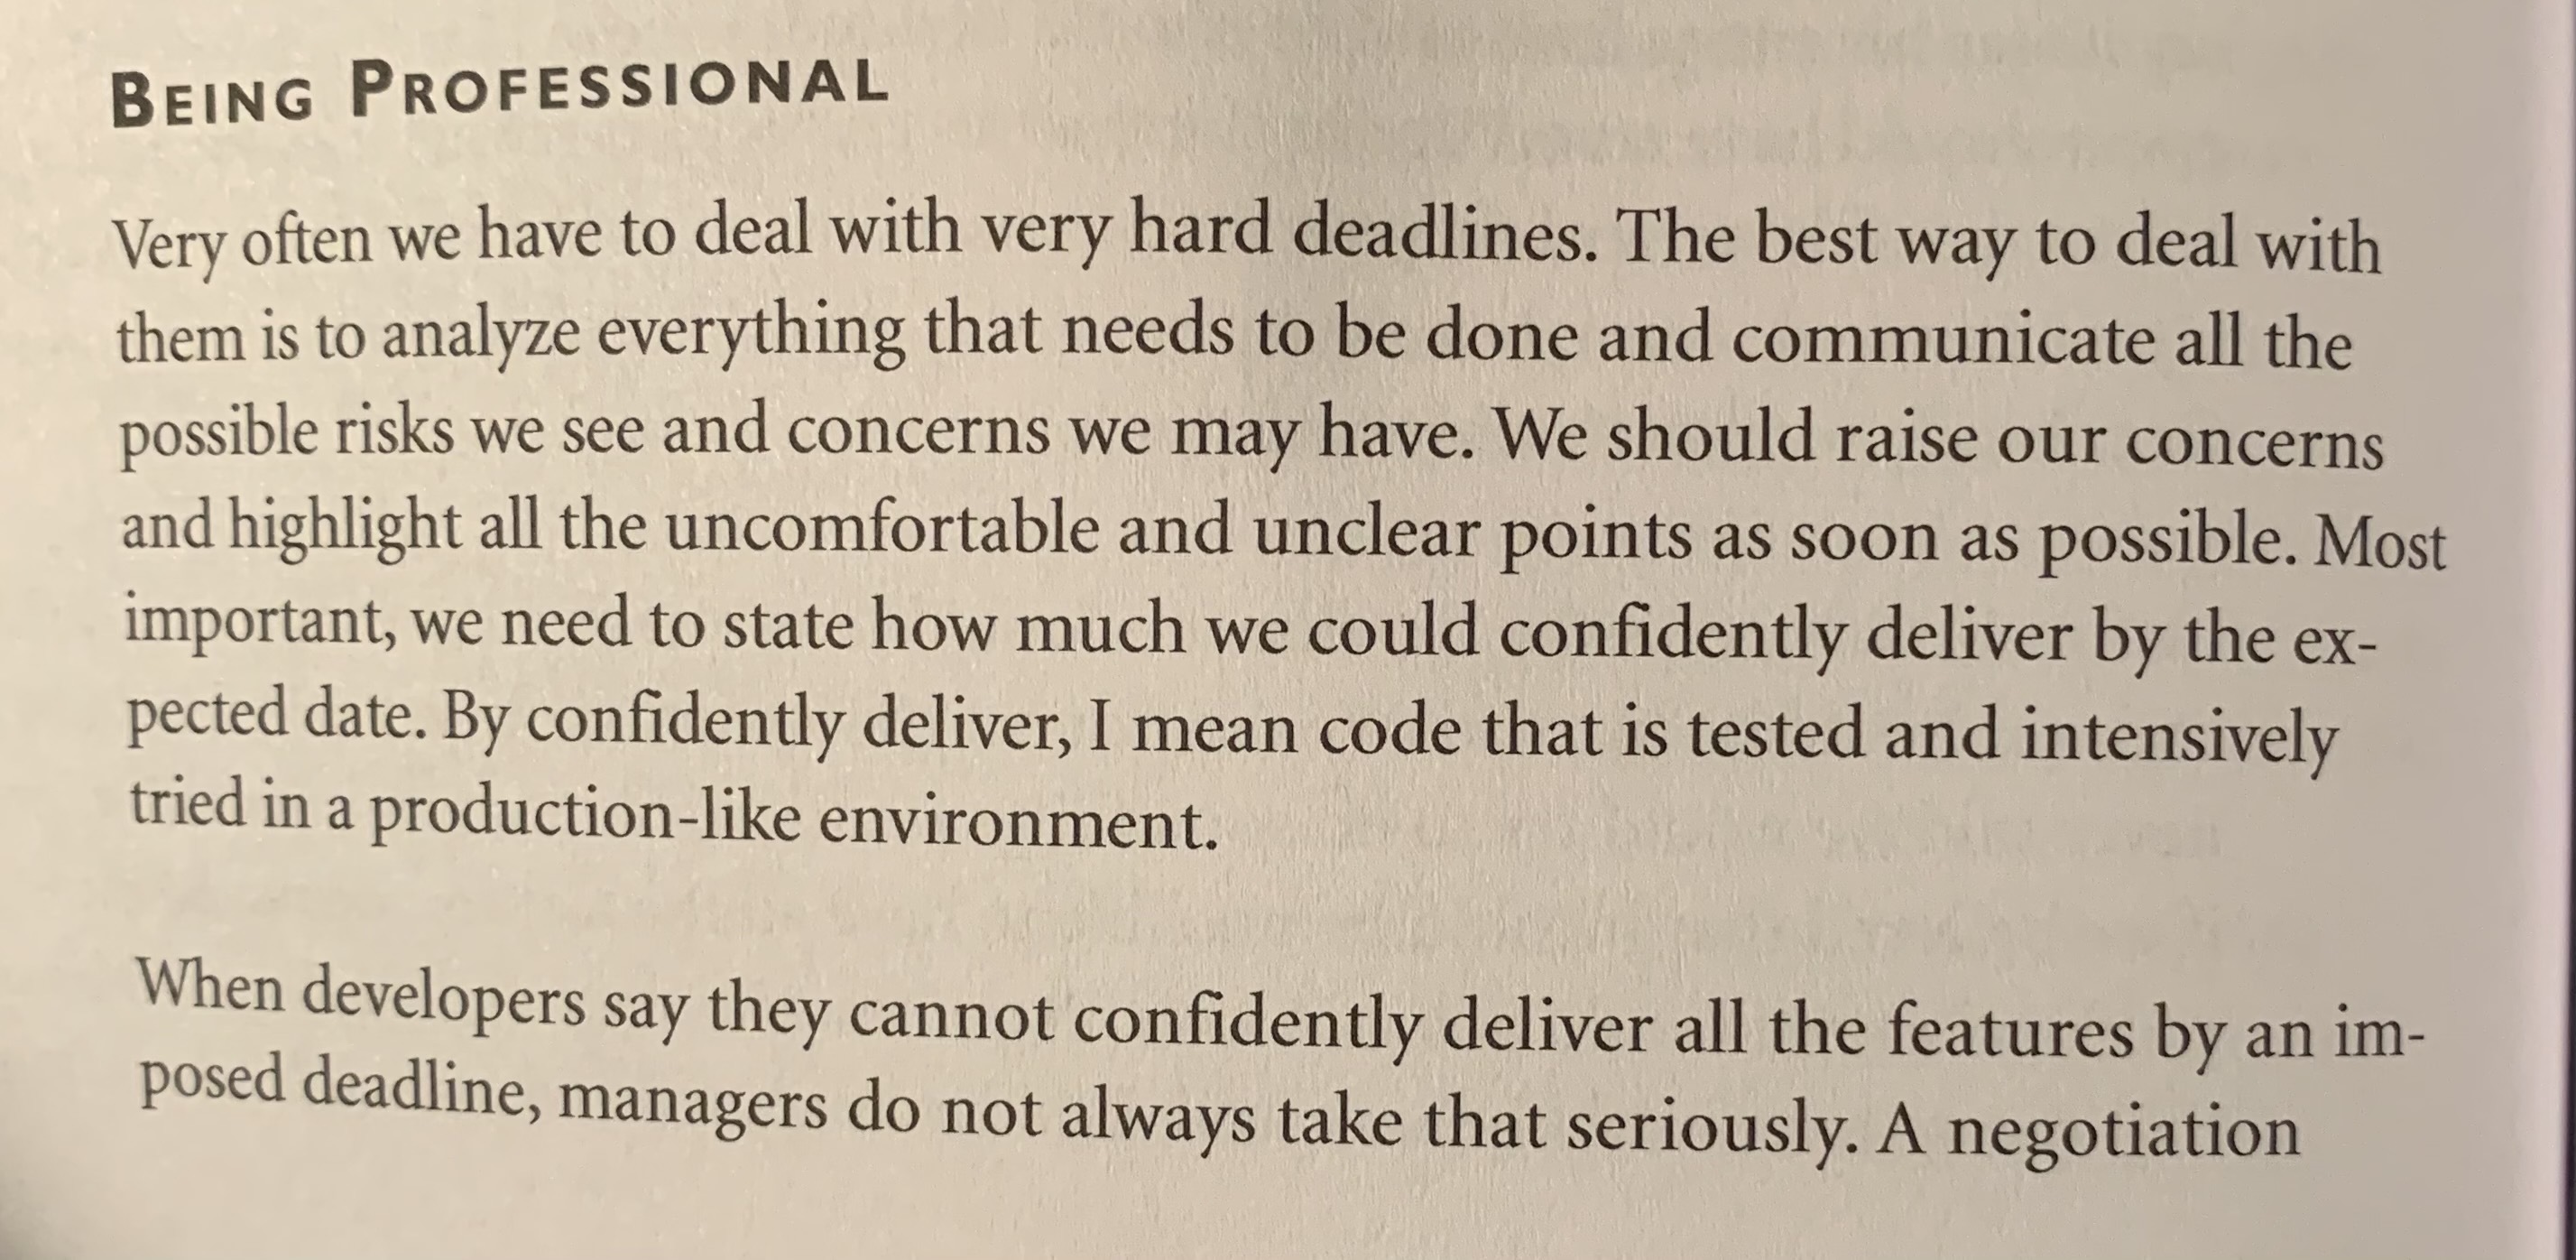 BEING PROFESSIONAL
Very often we have to deal with very hard deadlines. The best way to deal with
them is to analyze everything that needs to be done and communicate all the
possible risks we see and concerns we may have. We should raise our concerns
and highlight all the uncomfortable and unclear points as soon as possible. Most
important, we need to state how much we could confidently deliver by the ex-
pected date. By confidently deliver, I mean code that is tested and intensively
tried in a production-like environment.
When developers say they cannot confidently deliver all the features by an im-
posed deadline, managers do not always take that seriously. A negotiation